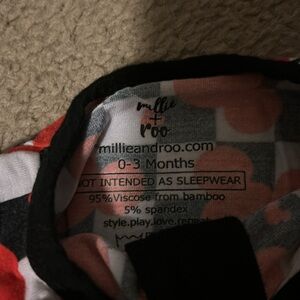 millie
+
roo
millieandroo.com
0-3 Months
NOT INTENDED AS SLEEPWEAR
95%Viscose from bamboo
5% spandex
style.play.love.repeat